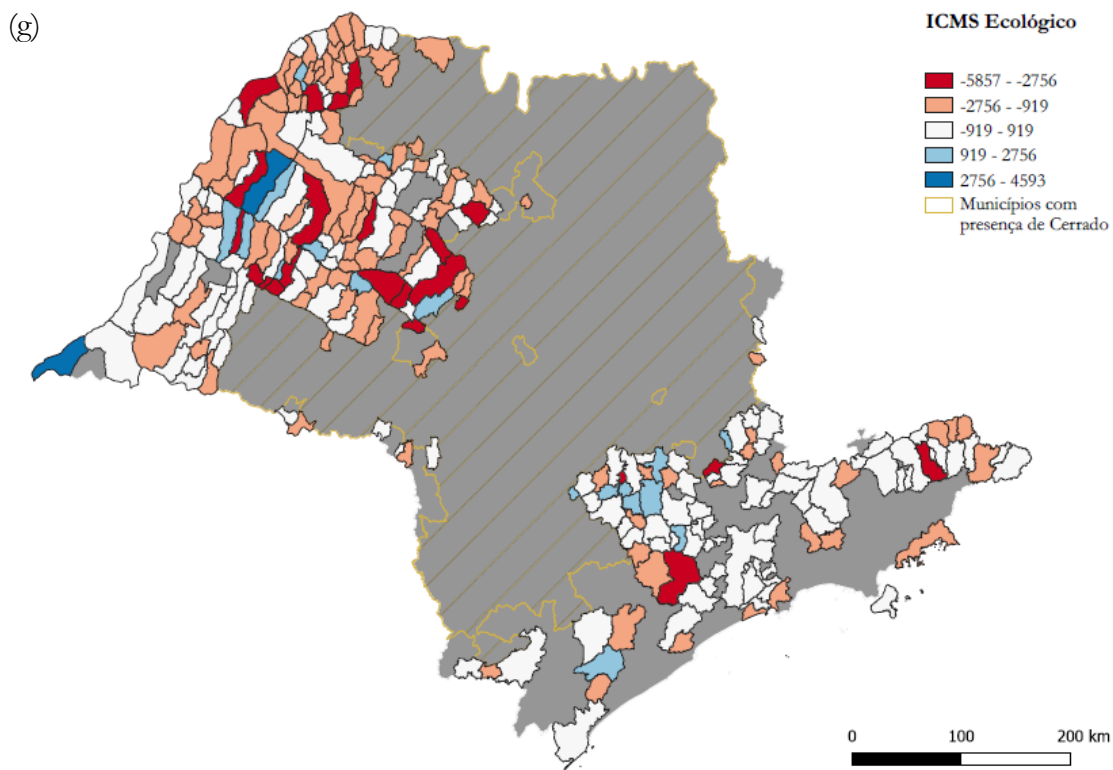 (g)
ICMS Ecológico
-5857 - -2756
-2756 - -919
-919 - 919
919 - 2756
2756 - 4593
Municípios com
presença de Cerrado
0 100 200 km